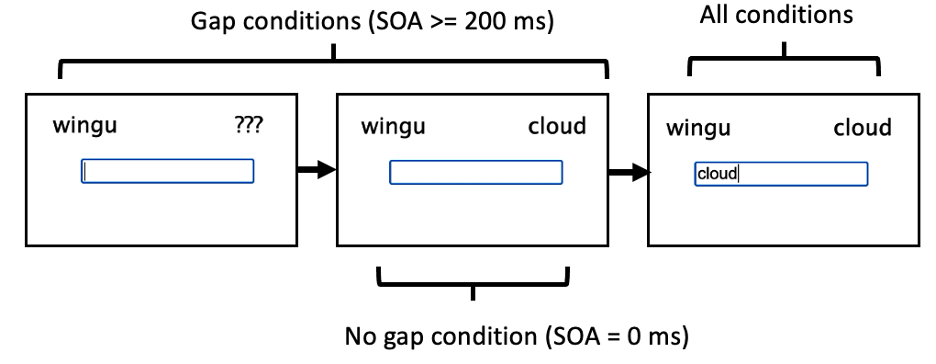 Gap conditions (SOA >= 200 ms)
All conditions
wingu ???
wingu cloud
wingu cloud
cloud
No gap condition (SOA = 0 ms)